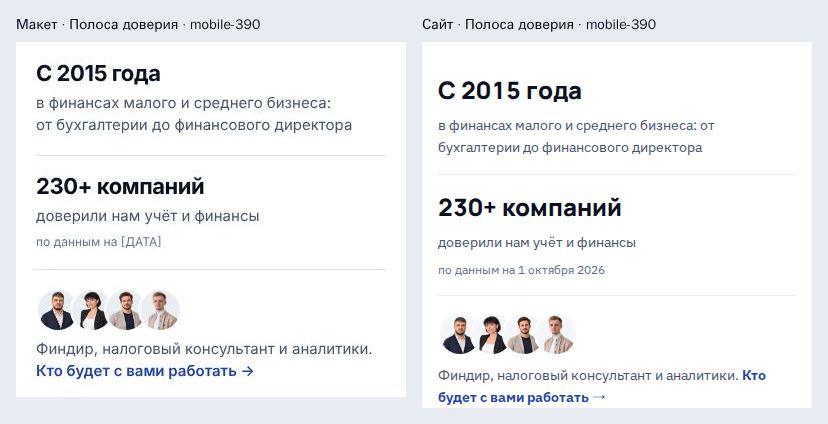 Макет · Полоса доверия · mobile-390
С 2015 года
в финансах малого и среднего бизнеса:
от бухгалтерии до финансового директора
230+ компаний
доверили нам учёт и финансы
по данным на [ДАТА]
Финдир, налоговый консультант и аналитики.
Кто будет с вами работать →
Сайт · Полоса доверия · mobile-390
С 2015 года
в финансах малого и среднего бизнеса: от
бухгалтерии до финансового директора
230+ компаний
доверили нам учёт и финансы
по данным на 1 октября 2026
Финдир, налоговый консультант и аналитики. Кто
будет с вами работать →